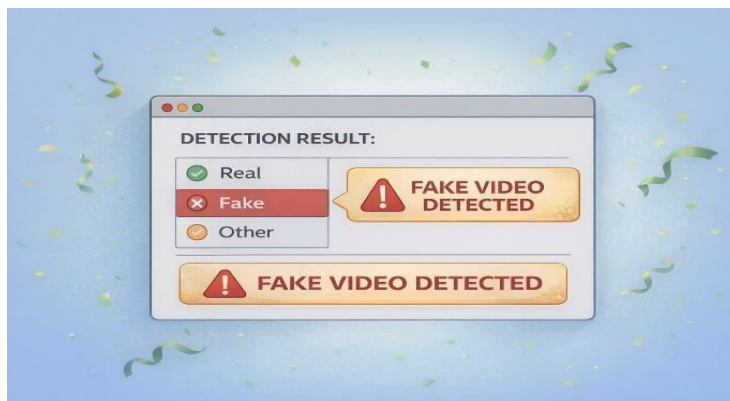 DETECTION RESULT:
Real
Fake
Other
FAKE VIDEO
DETECTED
FAKE VIDEO DETECTED